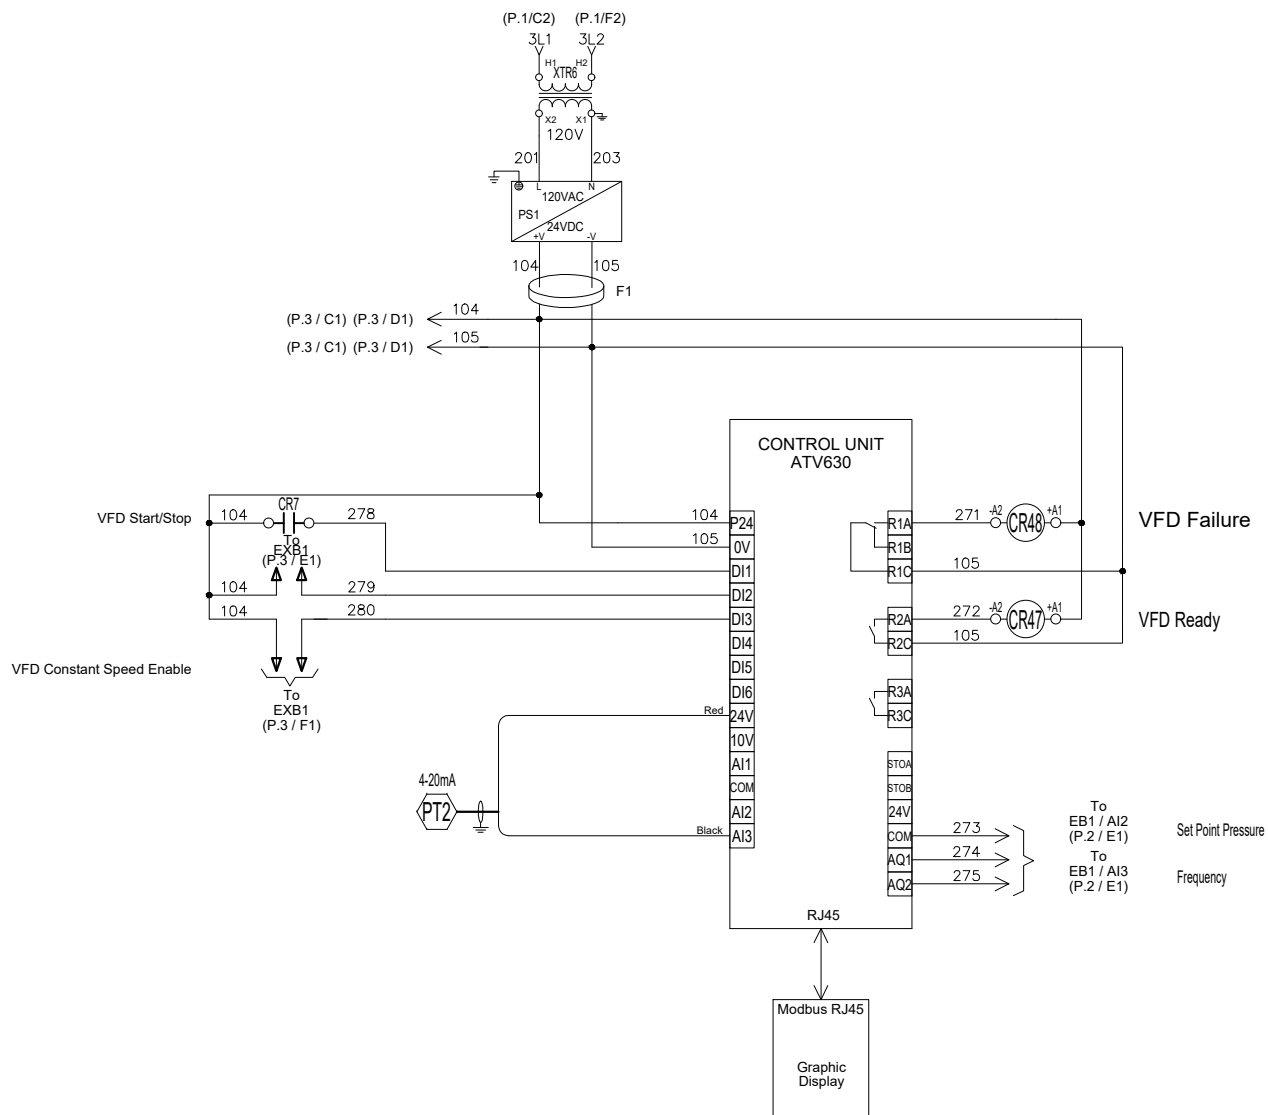 (P.1/C2) (P.1/F2)
3L1 3L2
H1 H2
XTR6
X2 X1
120V
201 203
L N
120VAC
PS1
24VDC
+V -V
104 105
F1
(P.3 / C1) (P.3 / D1) 104
(P.3 / C1) (P.3 / D1) 105
CONTROL UNIT
ATV630
VFD Start/Stop
104 CR7 278
To
EXB1
(P.3 / E1)
104 279
104 280
VFD Constant Speed Enable
To
EXB1
(P.3 / F1)
104 P24
105 0V
DI1
DI2
DI3
DI4
DI5
DI6
Red 24V
10V
AI1
COM
AI2
Black AI3
4-20mA
PT2
R1A 271 -A2 CR48 +A1 VFD Failure
R1B
R1C 105
R2A 272 -A2 CR47 +A1 VFD Ready
R2C 105
R3A
R3C
STOA
STOB
24V
COM 273
AQ1 274
AQ2 275
To
EB1 / AI2
(P.2 / E1)
Set Point Pressure
To
EB1 / AI3
(P.2 / E1)
Frequency
RJ45
Modbus RJ45
Graphic
Display